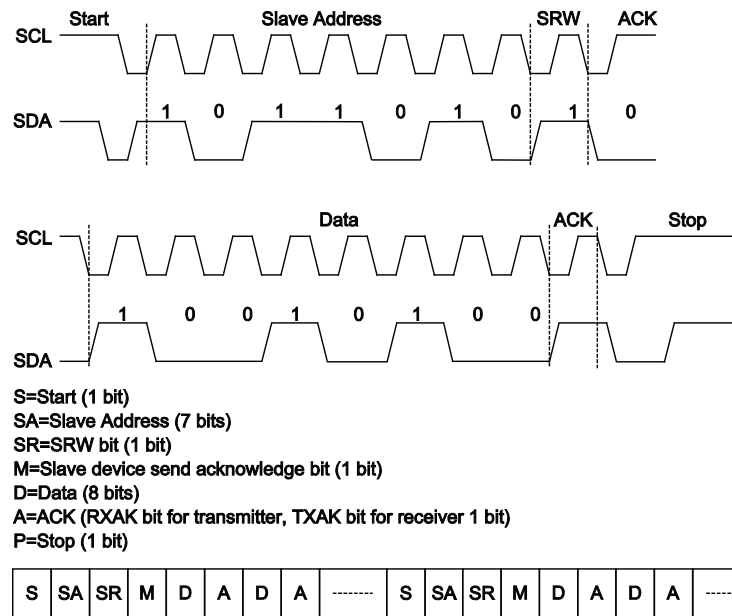 Start Slave Address SRW ACK
SCL
1 0 1 1 0 1 0 1 0
SDA
Data ACK Stop
SCL
1 0 0 1 0 1 0 0
SDA
S=Start (1 bit)
SA=Slave Address (7 bits)
SR=SRW bit (1 bit)
M=Slave device send acknowledge bit (1 bit)
D=Data (8 bits)
A=ACK (RXAK bit for transmitter, TXAK bit for receiver 1 bit)
P=Stop (1 bit)
S SA SR M D A D A -------- S SA SR M D A D A -----